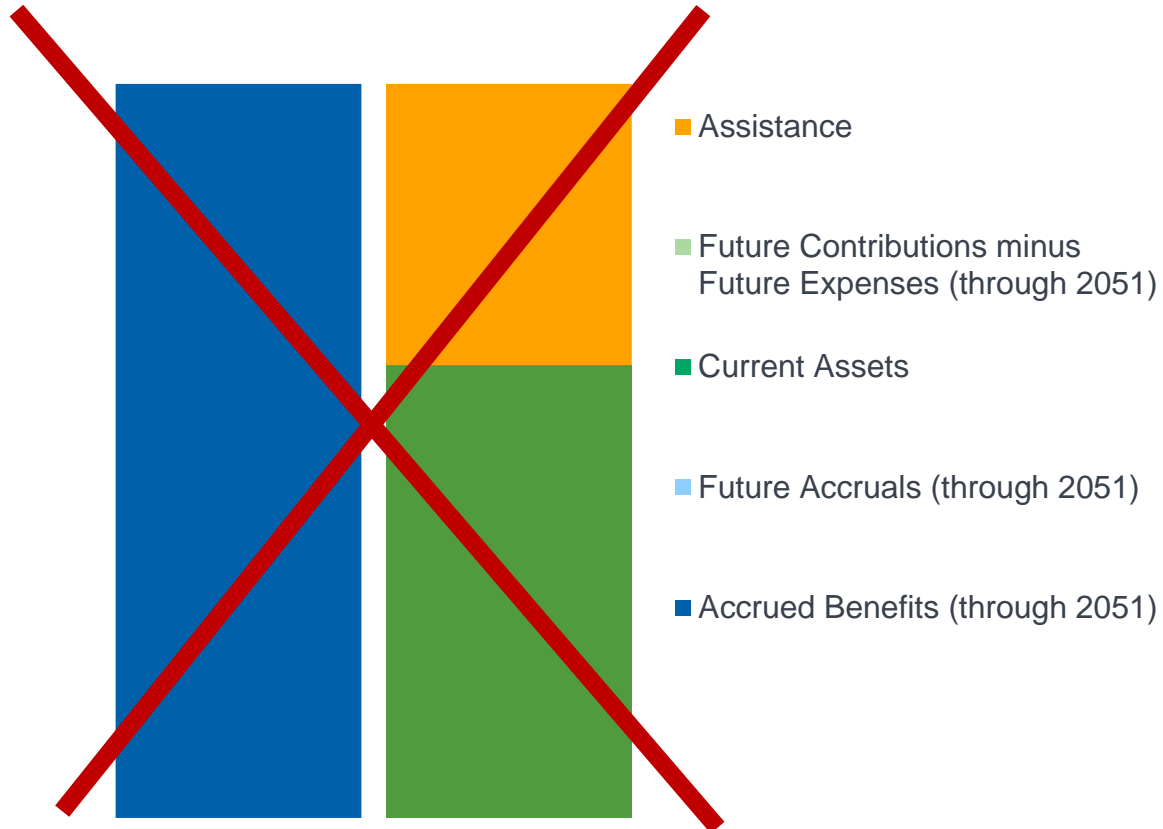 Assistance
Future Contributions minus
Future Expenses (through 2051)
Current Assets
Future Accruals (through 2051)
Accrued Benefits (through 2051)